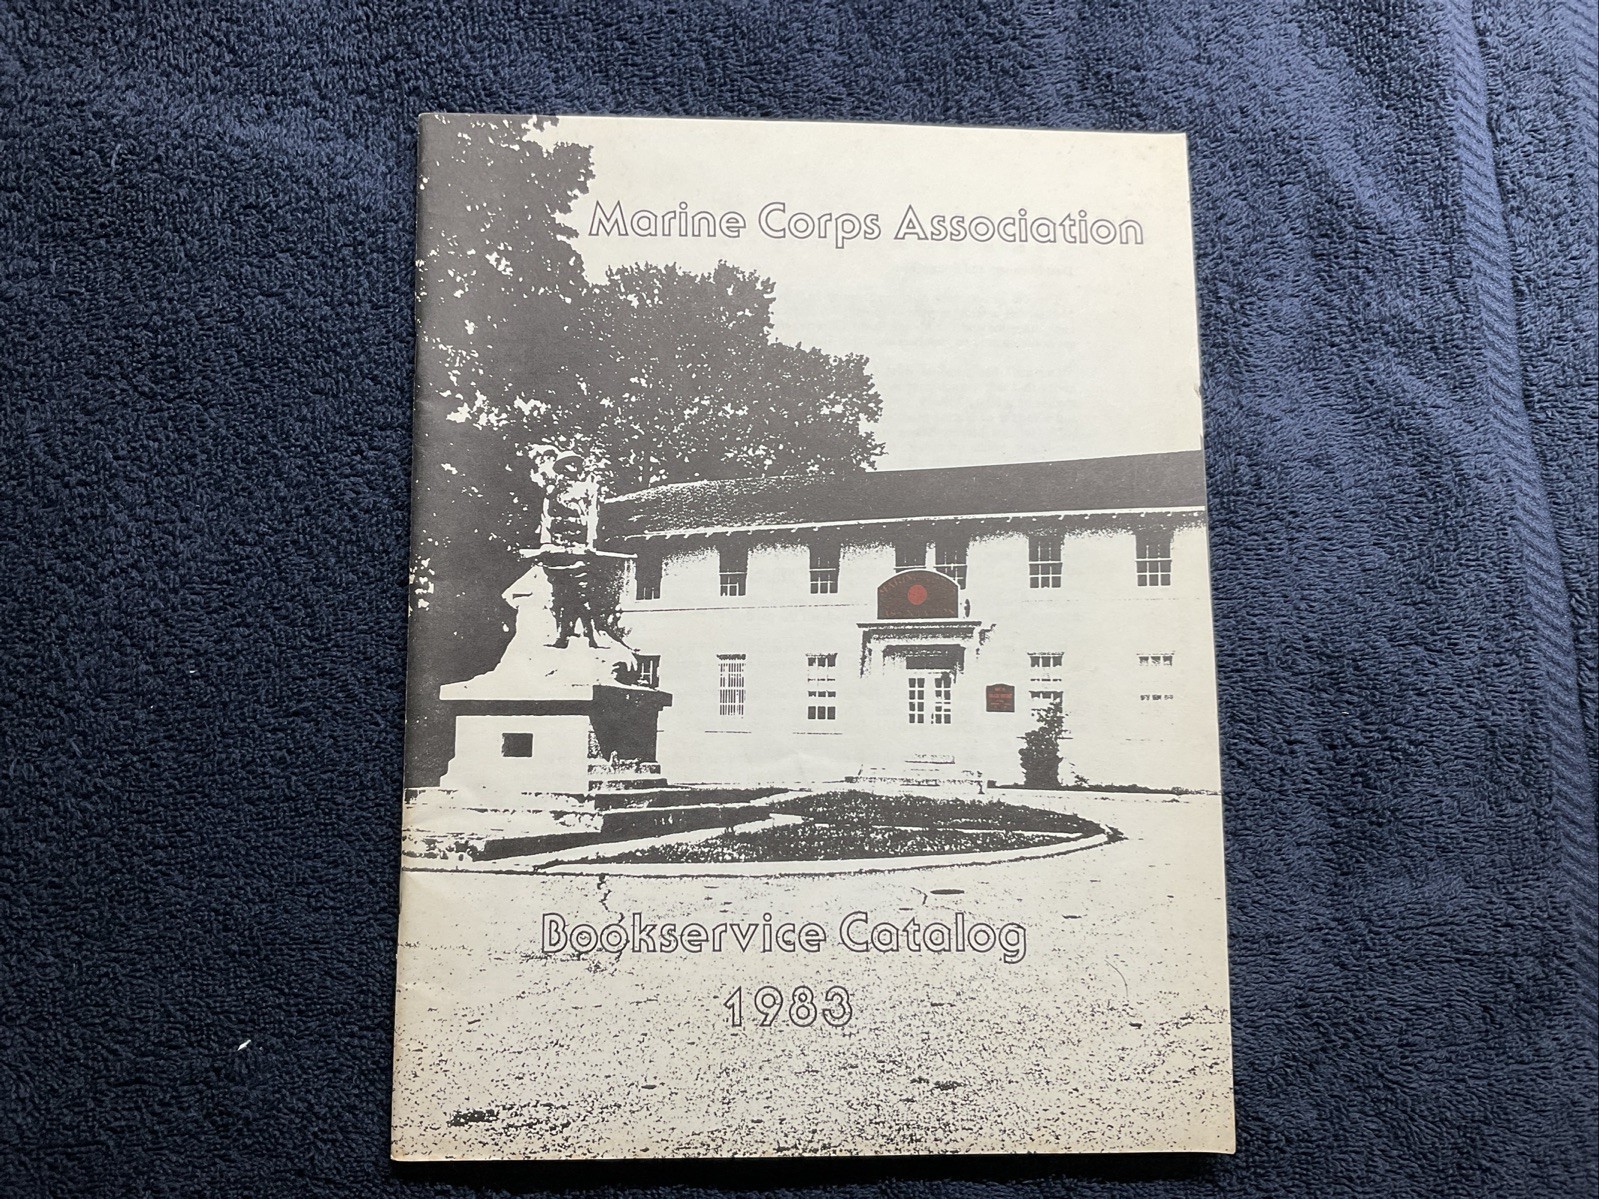 Marine Corps Association
Bookservice Catalog
1983